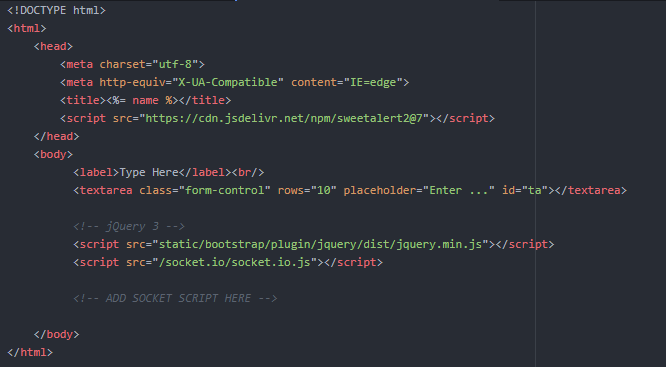 <!DOCTYPE html>
<html>
<head>
<meta charset="utf-8">
<meta http-equiv="X-UA-Compatible" content="IE=edge">
<title><%= name %></title>
<script src="https://cdn.jsdelivr.net/npm/sweetalert2@7"></script>
</head>
<body>
<label>Type Here</label><br/>
<textarea class="form-control" rows="10" placeholder="Enter ..." id="ta"></textarea>
<!-- jQuery 3 -->
<script src="static/bootstrap/plugin/jquery/dist/jquery.min.js"></script>
<script src="/socket.io/socket.io.js"></script>
<!-- ADD SOCKET SCRIPT HERE -->
</body>
</html>